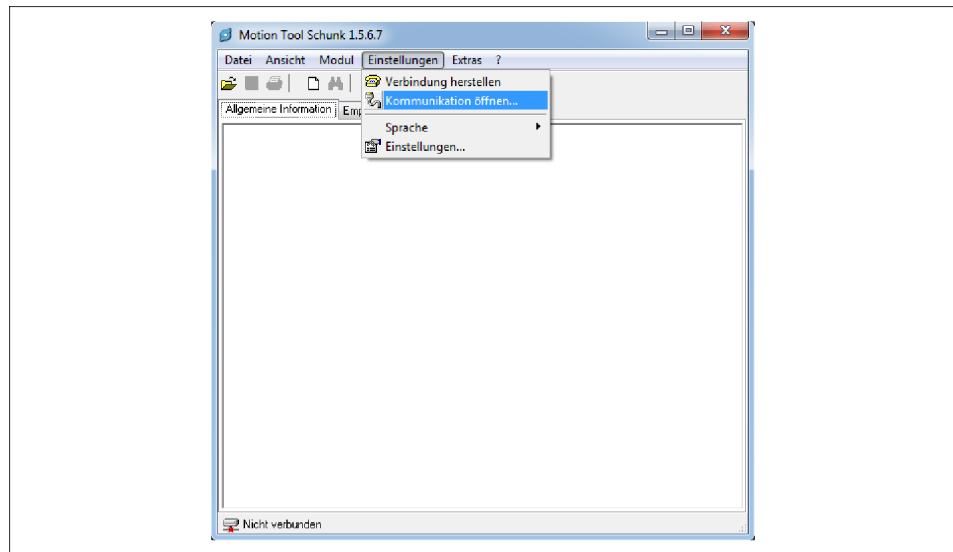 Motion Tool Schunk 1.5.6.7
Datei Ansicht Modul Einstellungen Extras ?
Verbindung herstellen
Kommunikation öffnen...
Allgemeine Information
Sprache
Einstellungen...
Nicht verbunden